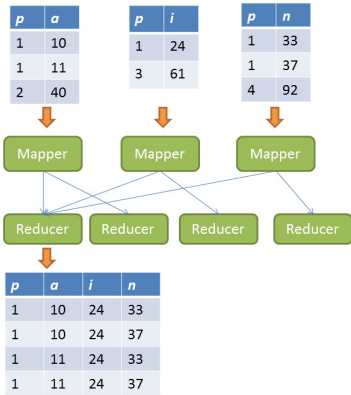 p a
1 10
1 11
2 40
p i
1 24
3 61
p n
1 33
1 37
4 92
Mapper
Mapper
Mapper
Reducer
Reducer
Reducer
Reducer
p a i n
1 10 24 33
1 10 24 37
1 11 24 33
1 11 24 37